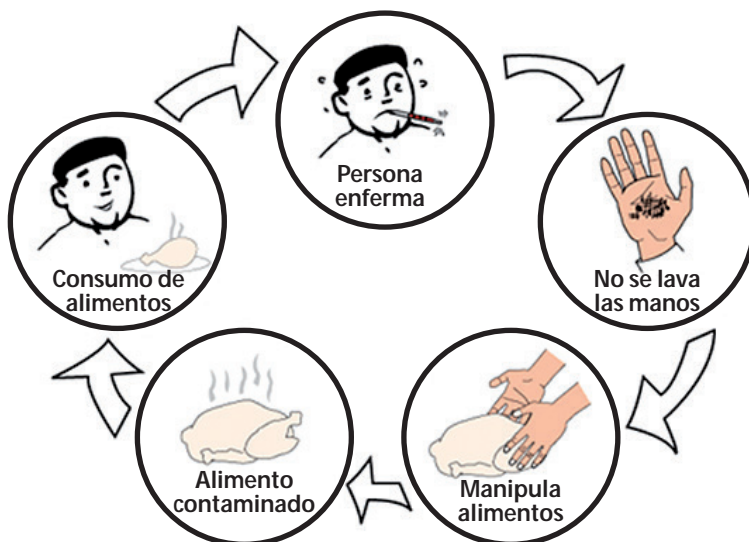 Persona
enferma
No se lava
las manos
Manipula
alimentos
Alimento
contaminado
Consumo de
alimentos